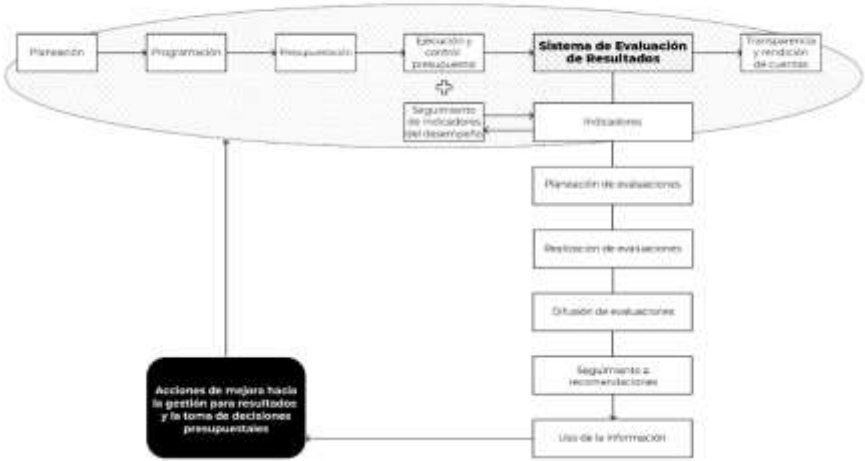 Planeación
Programación
Presupuestación
Ejecución y
control
presupuesto
Sistema de Evaluación
de Resultados
Transparencia
y rendición
de cuentas
Seguimiento
de indicadores
del desempeño
Indicadores
Planeación de evaluaciones
Realización de evaluaciones
Difusión de evaluaciones
Seguimiento a
recomendaciones
Uso de la información
Acciones de mejora hacia
la gestión para resultados
y la toma de decisiones
presupuestales